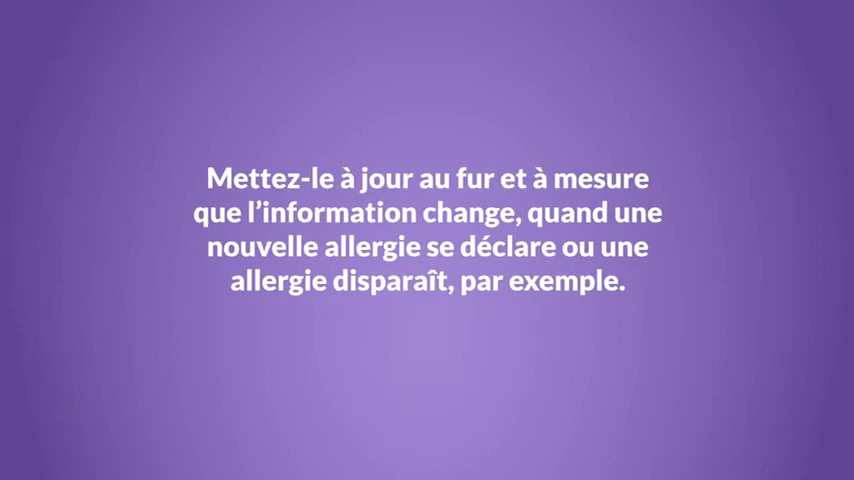 Mettez-le à jour au fur et à mesure
que l’information change, quand une
nouvelle allergie se déclare ou une
allergie disparaît, par exemple.